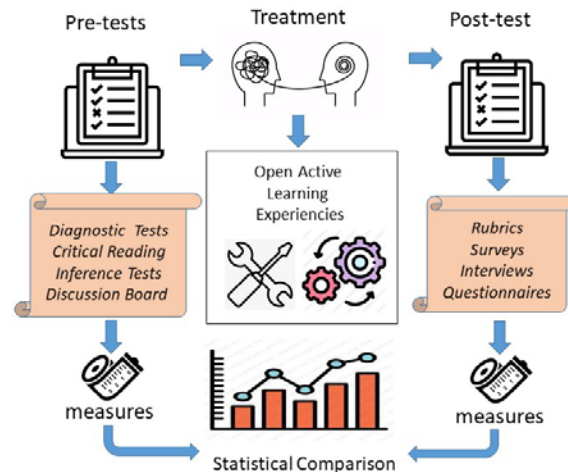 Pre-tests
Treatment
Post-test
Open Active
Learning
Experiencies
Diagnostic Tests
Critical Reading
Inference Tests
Discussion Board
Rubrics
Surveys
Interviews
Questionnaires
measures
measures
Statistical Comparison